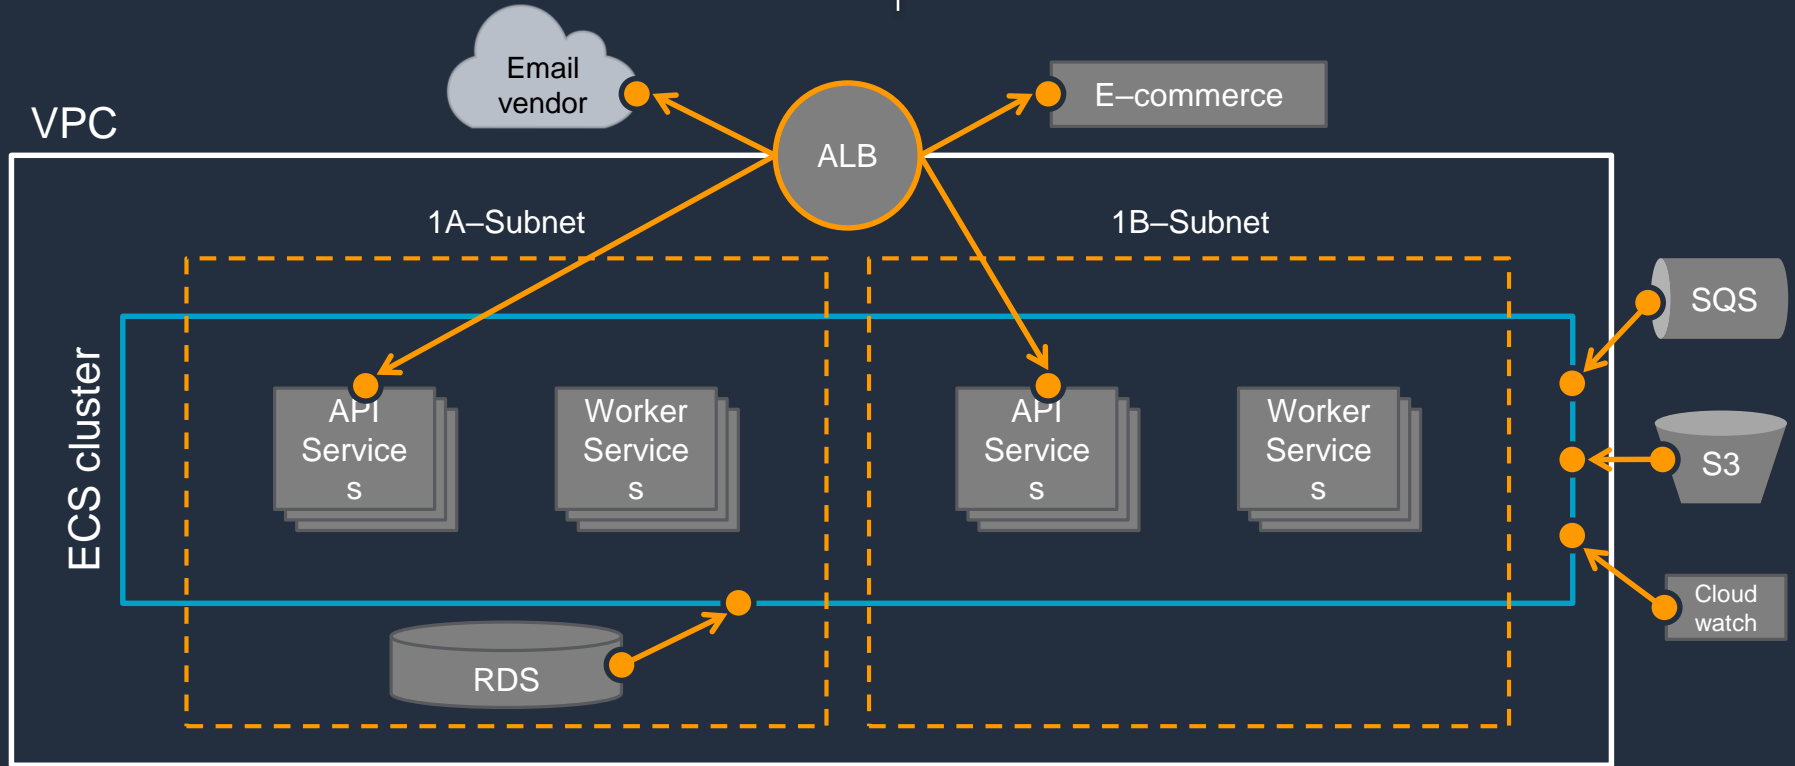 Email
vendor
E–commerce
VPC
ALB
1A–Subnet
1B–Subnet
SQS
ECS cluster
API
Service
s
Worker
Service
s
API
Service
s
Worker
Service
s
S3
Cloud
watch
RDS